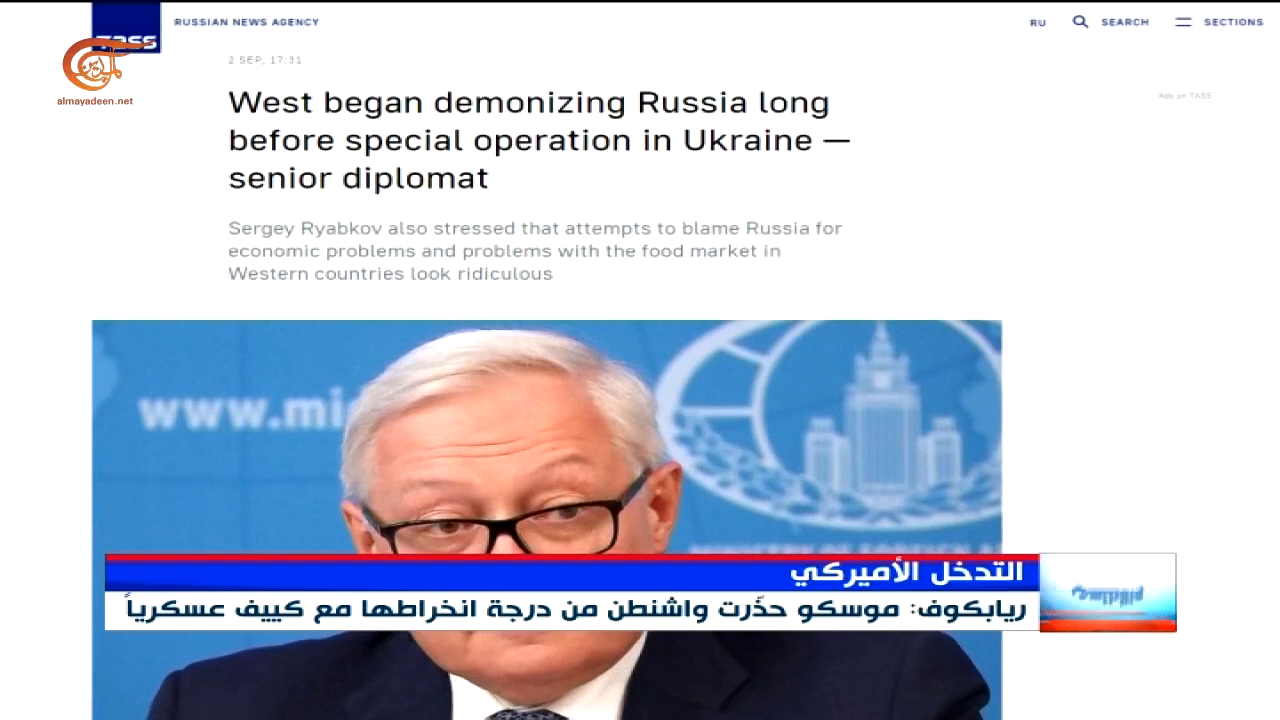 RUSSIAN NEWS AGENCY
RU
SEARCH
SECTIONS
TASS
الميادين
almayadeen.net
2 SEP, 17:31
Ads on TASS
West began demonizing Russia long
before special operation in Ukraine —
senior diplomat
Sergey Ryabkov also stressed that attempts to blame Russia for
economic problems and problems with the food market in
Western countries look ridiculous
www.mi
التدخل الأميركي
ريابكوف: موسكو حذّرت واشنطن من درجة انخراطها مع كييف عسكرياً